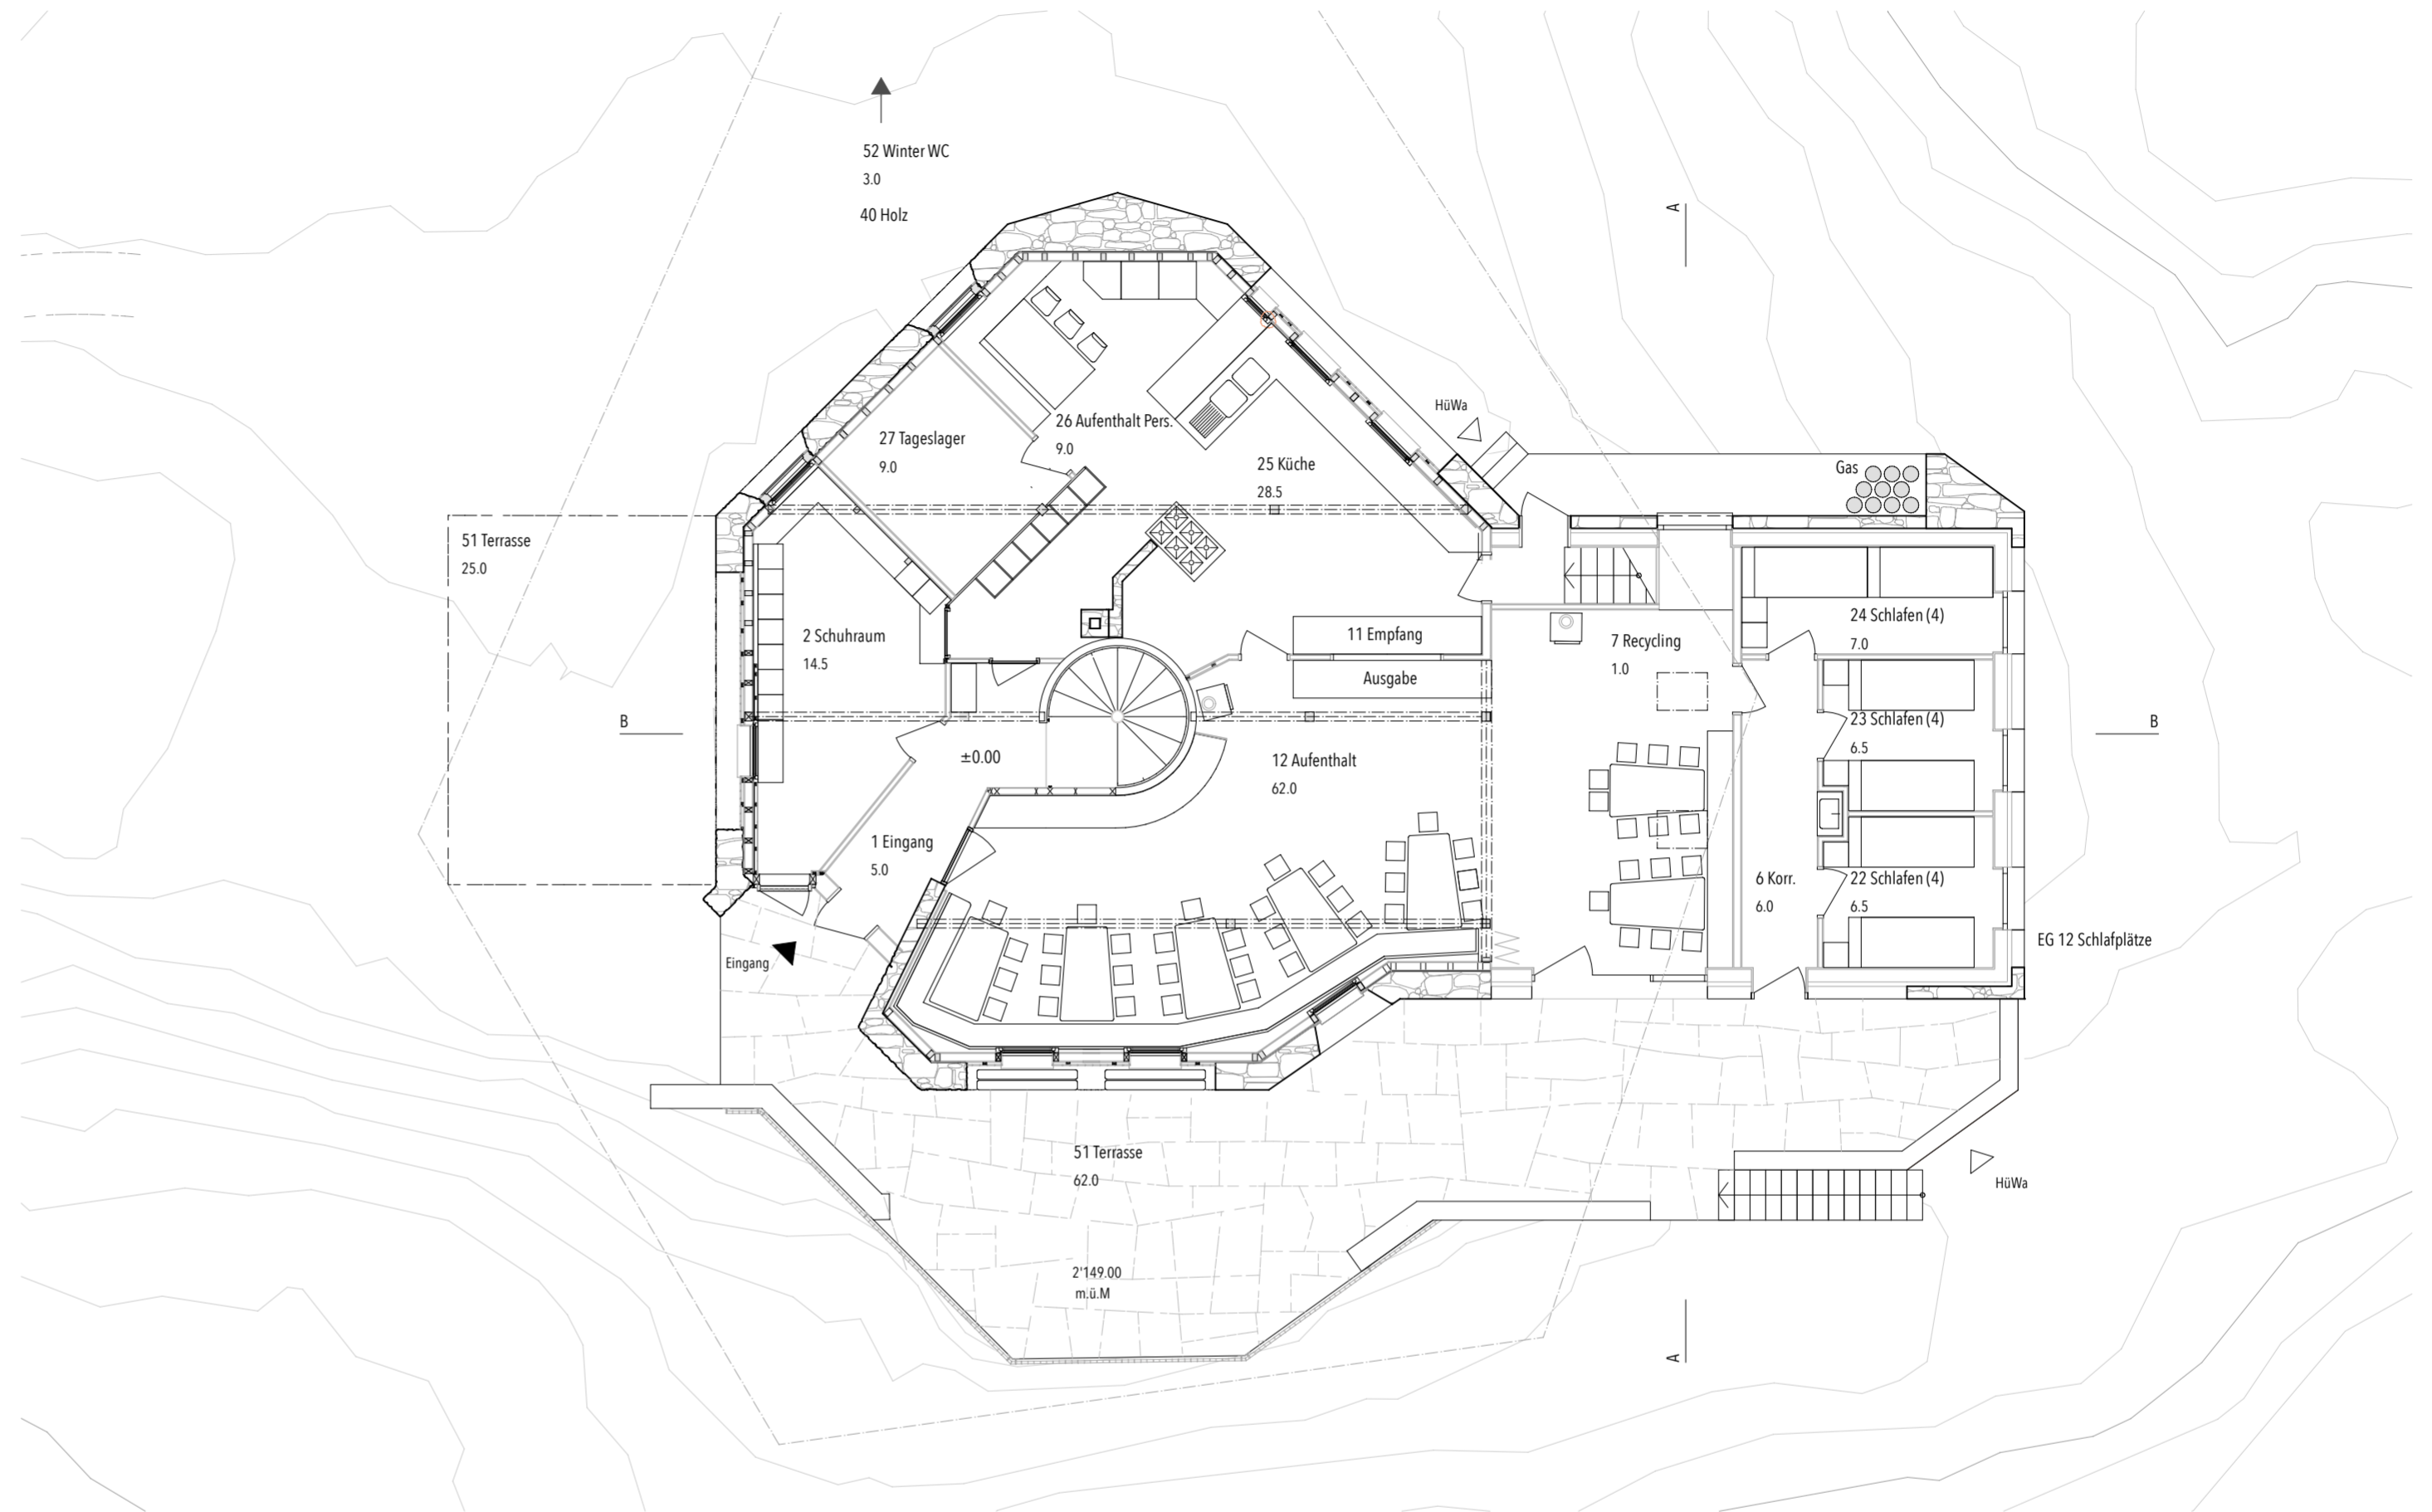 A
52 Winter WC
3.0
40 Holz
HüWa
26 Aufenthalt Pers.
9.0
27 Tageslager
9.0
25 Küche
28.5
Gas
51 Terrasse
25.0
2 Schuhraum
14.5
11 Empfang
Ausgabe
7 Recycling
1.0
24 Schlafen (4)
7.0
B
23 Schlafen (4)
6.5
B
±0.00
12 Aufenthalt
62.0
1 Eingang
5.0
6 Korr.
6.0
22 Schlafen (4)
6.5
EG 12 Schlafplätze
Eingang
51 Terrasse
62.0
HüWa
2'149.00
m.ü.M
A